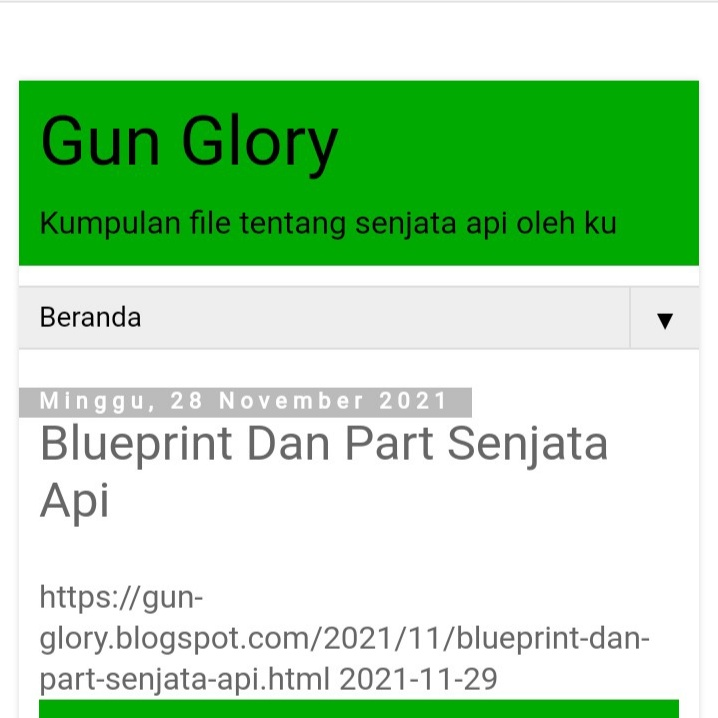 Gun Glory
Kumpulan file tentang senjata api oleh ku
Beranda
▼
Minggu, 28 November 2021
Blueprint Dan Part Senjata
Api
https://gun-
glory.blogspot.com/2021/11/blueprint-dan-
part-senjata-api.html 2021-11-29